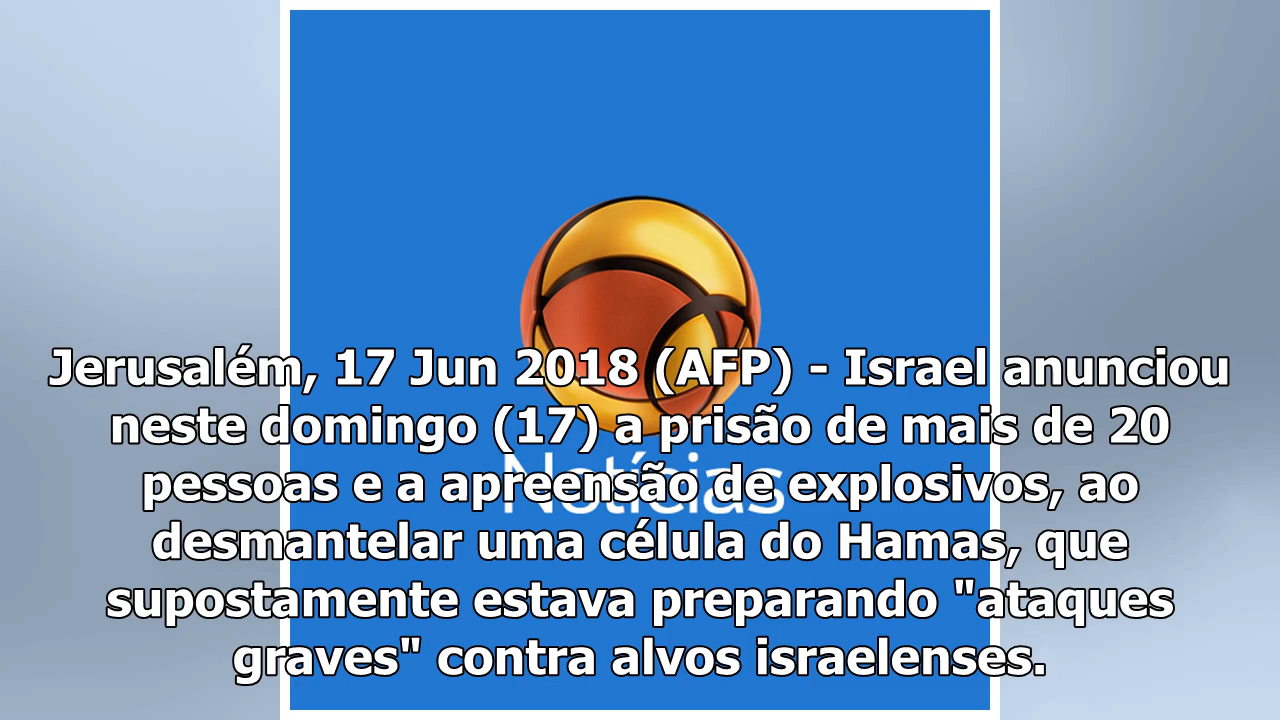 Jerusalém, 17 Jun 2018 (AFP) - Israel anunciou
neste domingo (17) a prisão de mais de 20
pessoas e a apreensão de explosivos, ao
desmantelar uma célula do Hamas, que
supostamente estava preparando "ataques
graves" contra alvos israelenses.
Notícias